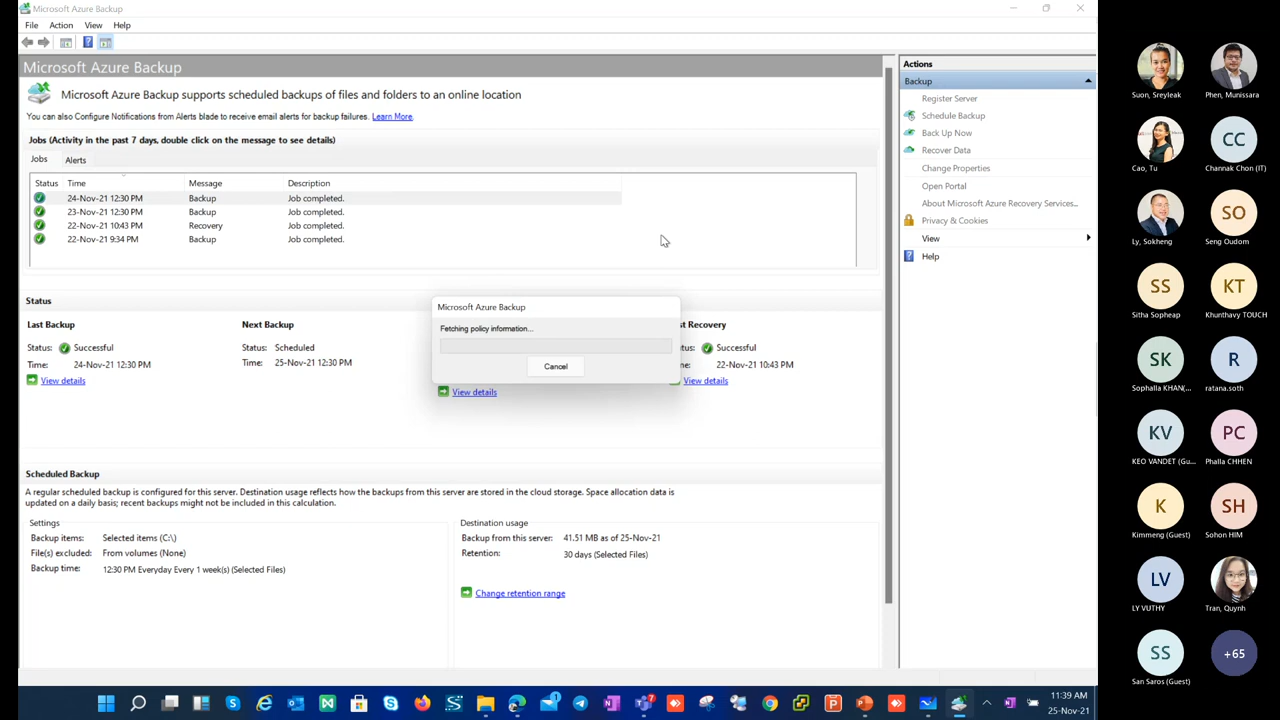 Microsoft Azure Backup
File Action View Help
Microsoft Azure Backup
Microsoft Azure Backup supports scheduled backups of files and folders to an online location
You can also Configure Notifications from Alerts blade to receive email alerts for backup failures. Learn More.
Jobs (Activity in the past 7 days, double click on the message to see details)
Jobs Alerts
Status Time Message Description
24-Nov-21 12:30 PM Backup Job completed.
23-Nov-21 12:30 PM Backup Job completed.
22-Nov-21 10:43 PM Recovery Job completed.
22-Nov-21 9:34 PM Backup Job completed.
Status
Last Backup
Status: Successful
Time: 24-Nov-21 12:30 PM
View details
Next Backup
Status: Scheduled
Time: 25-Nov-21 12:30 PM
Microsoft Azure Backup
Fetching policy information...
Cancel
View details
st Recovery
us: Successful
ne: 22-Nov-21 10:43 PM
View details
Scheduled Backup
A regular scheduled backup is configured for this server. Destination usage reflects how the backups from this server are stored in the cloud storage. Space allocation data is
updated on a daily basis; recent backups might not be included in this calculation.
Settings
Backup items: Selected items (C:\)
File(s) excluded: From volumes (None)
Backup time: 12:30 PM Everyday Every 1 week(s) (Selected Files)
Destination usage
Backup from this server: 41.51 MB as of 25-Nov-21
Retention: 30 days (Selected Files)
Change retention range
Actions
Backup
Register Server
Schedule Backup
Back Up Now
Recover Data
Change Properties
Open Portal
About Microsoft Azure Recovery Services...
Privacy & Cookies
View
Help
Suon, Sreyleak
Phen, Munissara
Cao, Tu
CC
Channak Chon (IT)
Ly, Sokheng
SO
Seng Oudom
SS
Sitha Sopheap
KT
Khunthavy TOUCH
SK
Sophalla KHAN(...
R
ratana.soth
KV
KEO VANDET (Gu...
PC
Phalla CHHEN
K
Kimmeng (Guest)
SH
Sohon HIM
LV
LY VUTHY
Tran, Quynh
SS
San Saros (Guest)
+65
11:39 AM
25-Nov-21